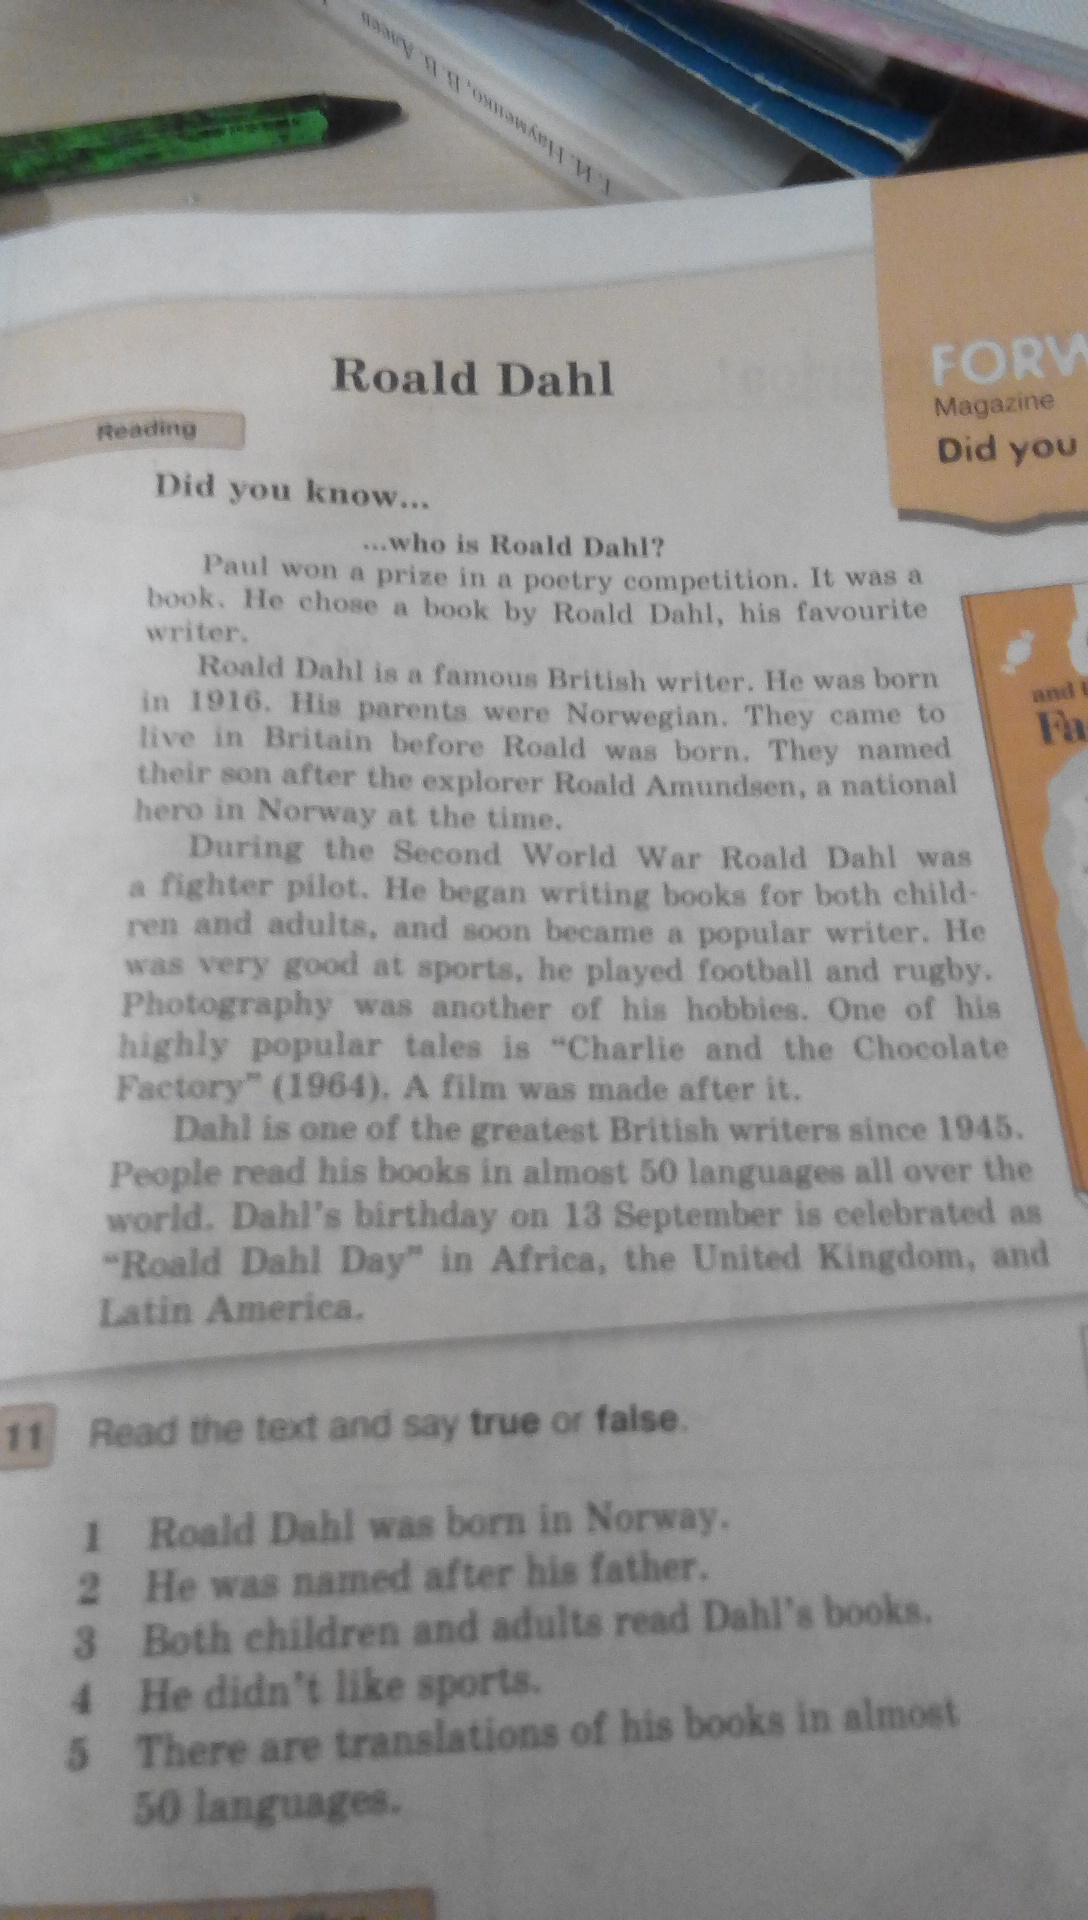 Т. И. Науменко, В. В. Алеев
Roald Dahl
FORW
Magazine
Did you
Reading
Did you know...
...who is Roald Dahl?
Paul won a prize in a poetry competition. It was a
book. He chose a book by Roald Dahl, his favourite
writer.
Roald Dahl is a famous British writer. He was born
in 1916. His parents were Norwegian. They came to
live in Britain before Roald was born. They named
their son after the explorer Roald Amundsen, a national
hero in Norway at the time.
During the Second World War Roald Dahl was
a fighter pilot. He began writing books for both child-
ren and adults, and soon became a popular writer. He
was very good at sports, he played football and rugby.
Photography was another of his hobbies. One of his
highly popular tales is “Charlie and the Chocolate
Factory” (1964). A film was made after it.
Dahl is one of the greatest British writers since 1945.
People read his books in almost 50 languages all over the
world. Dahl’s birthday on 13 September is celebrated as
“Roald Dahl Day” in Africa, the United Kingdom, and
Latin America.
and t
Fa
11 Read the text and say true or false.
1 Roald Dahl was born in Norway.
2 He was named after his father.
3 Both children and adults read Dahl’s books.
4 He didn’t like sports.
5 There are translations of his books in almost
50 languages.